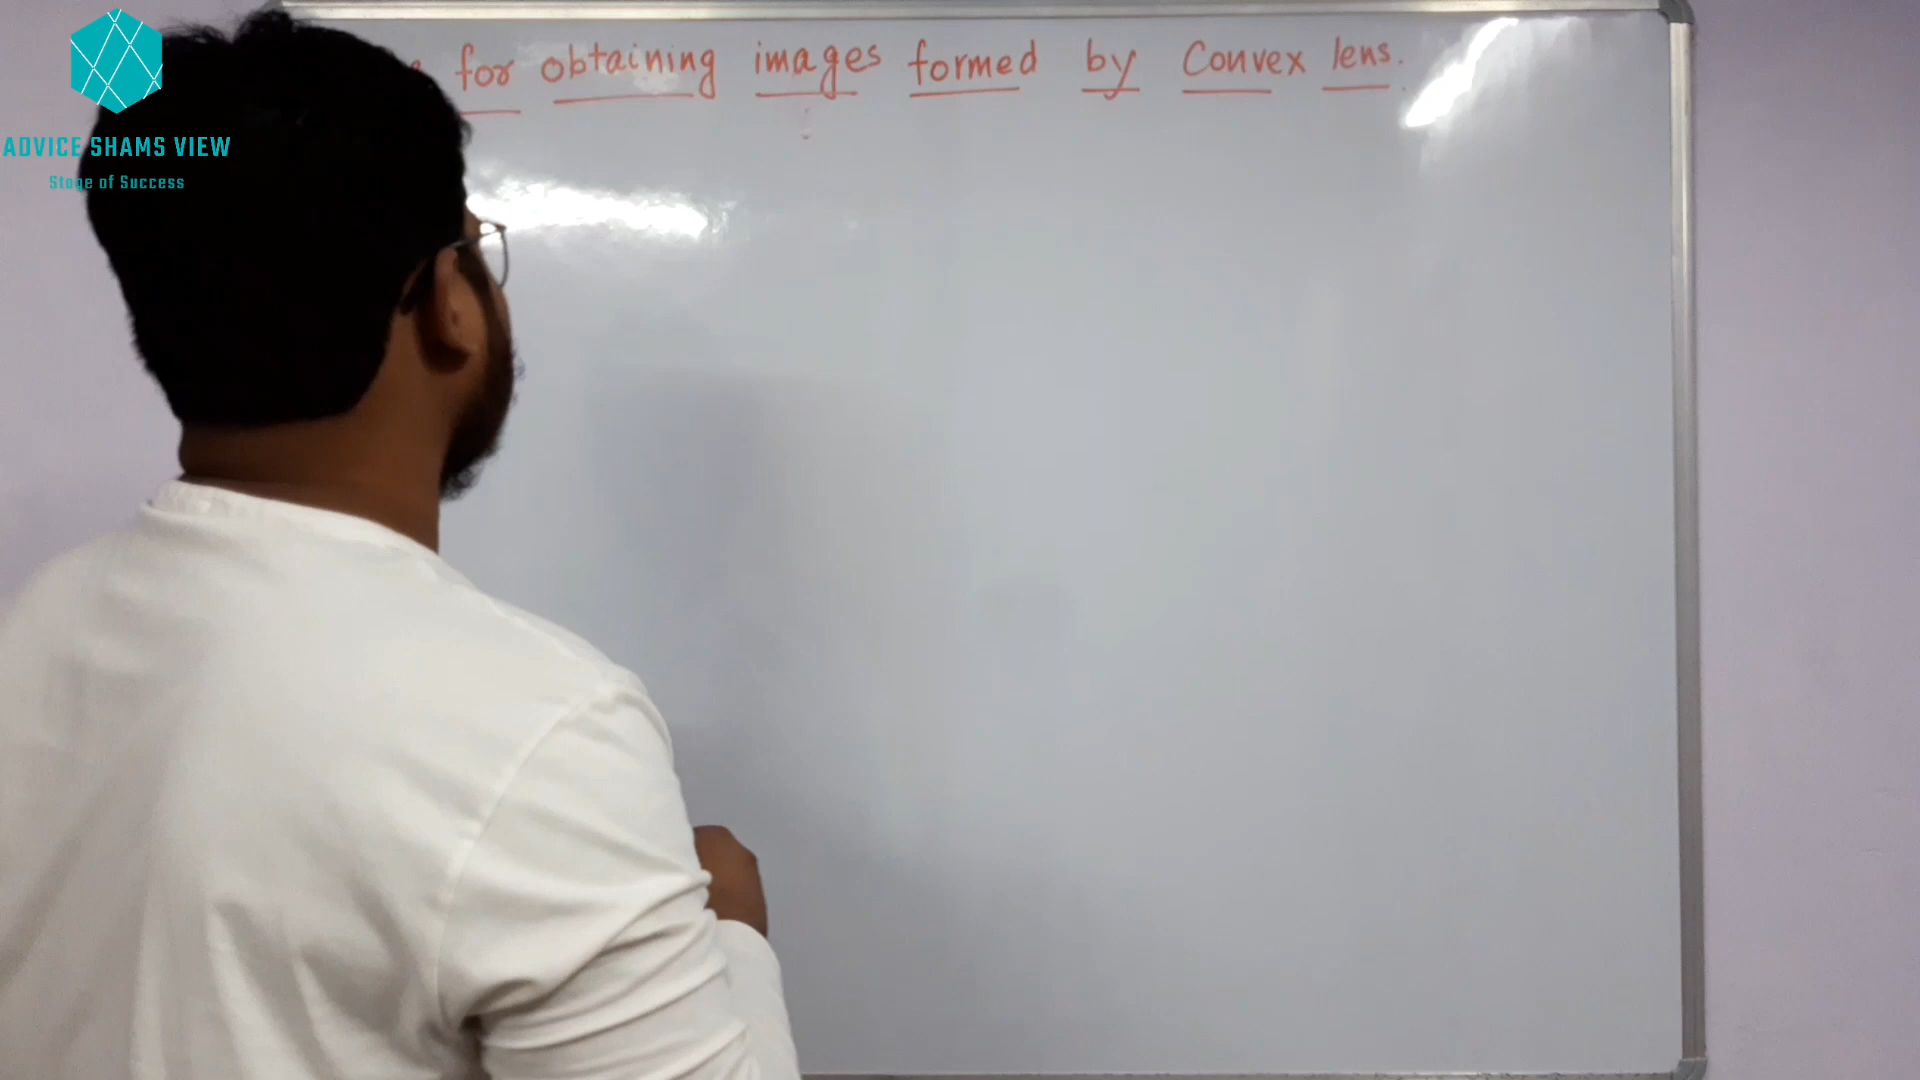 for obtaining images formed by Convex lens.
ADVICE SHAMS VIEW
Stage of Success